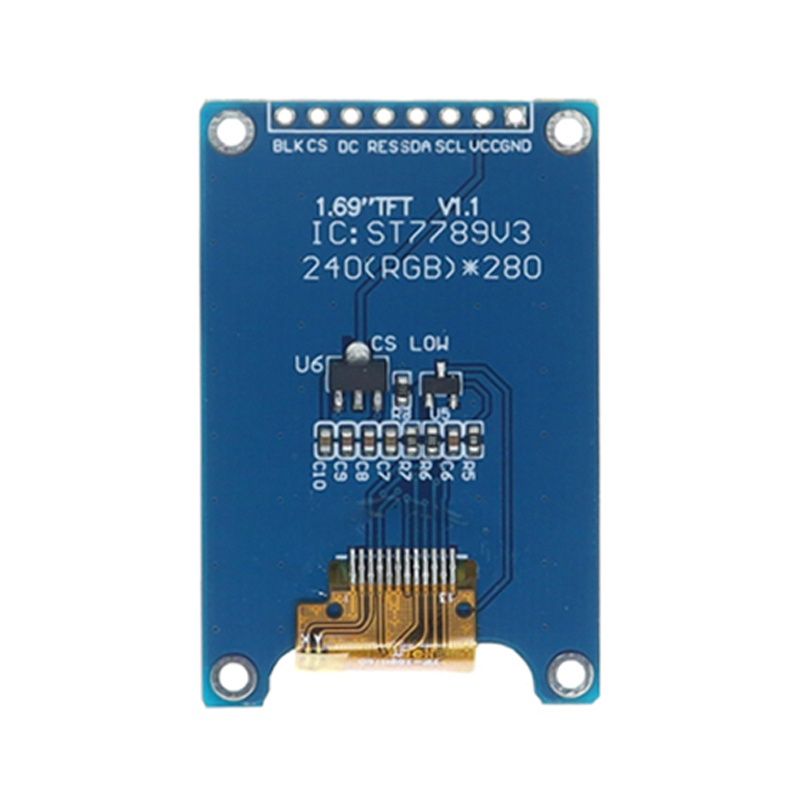 BLK CS DC RES SDA SCL VCC GND
1.69"TFT V1.1
IC:ST7789V3
240(RGB)*280
CS LOW
U6
U5
C10 C9 C8 C7 R7 R6 C6 R5
13